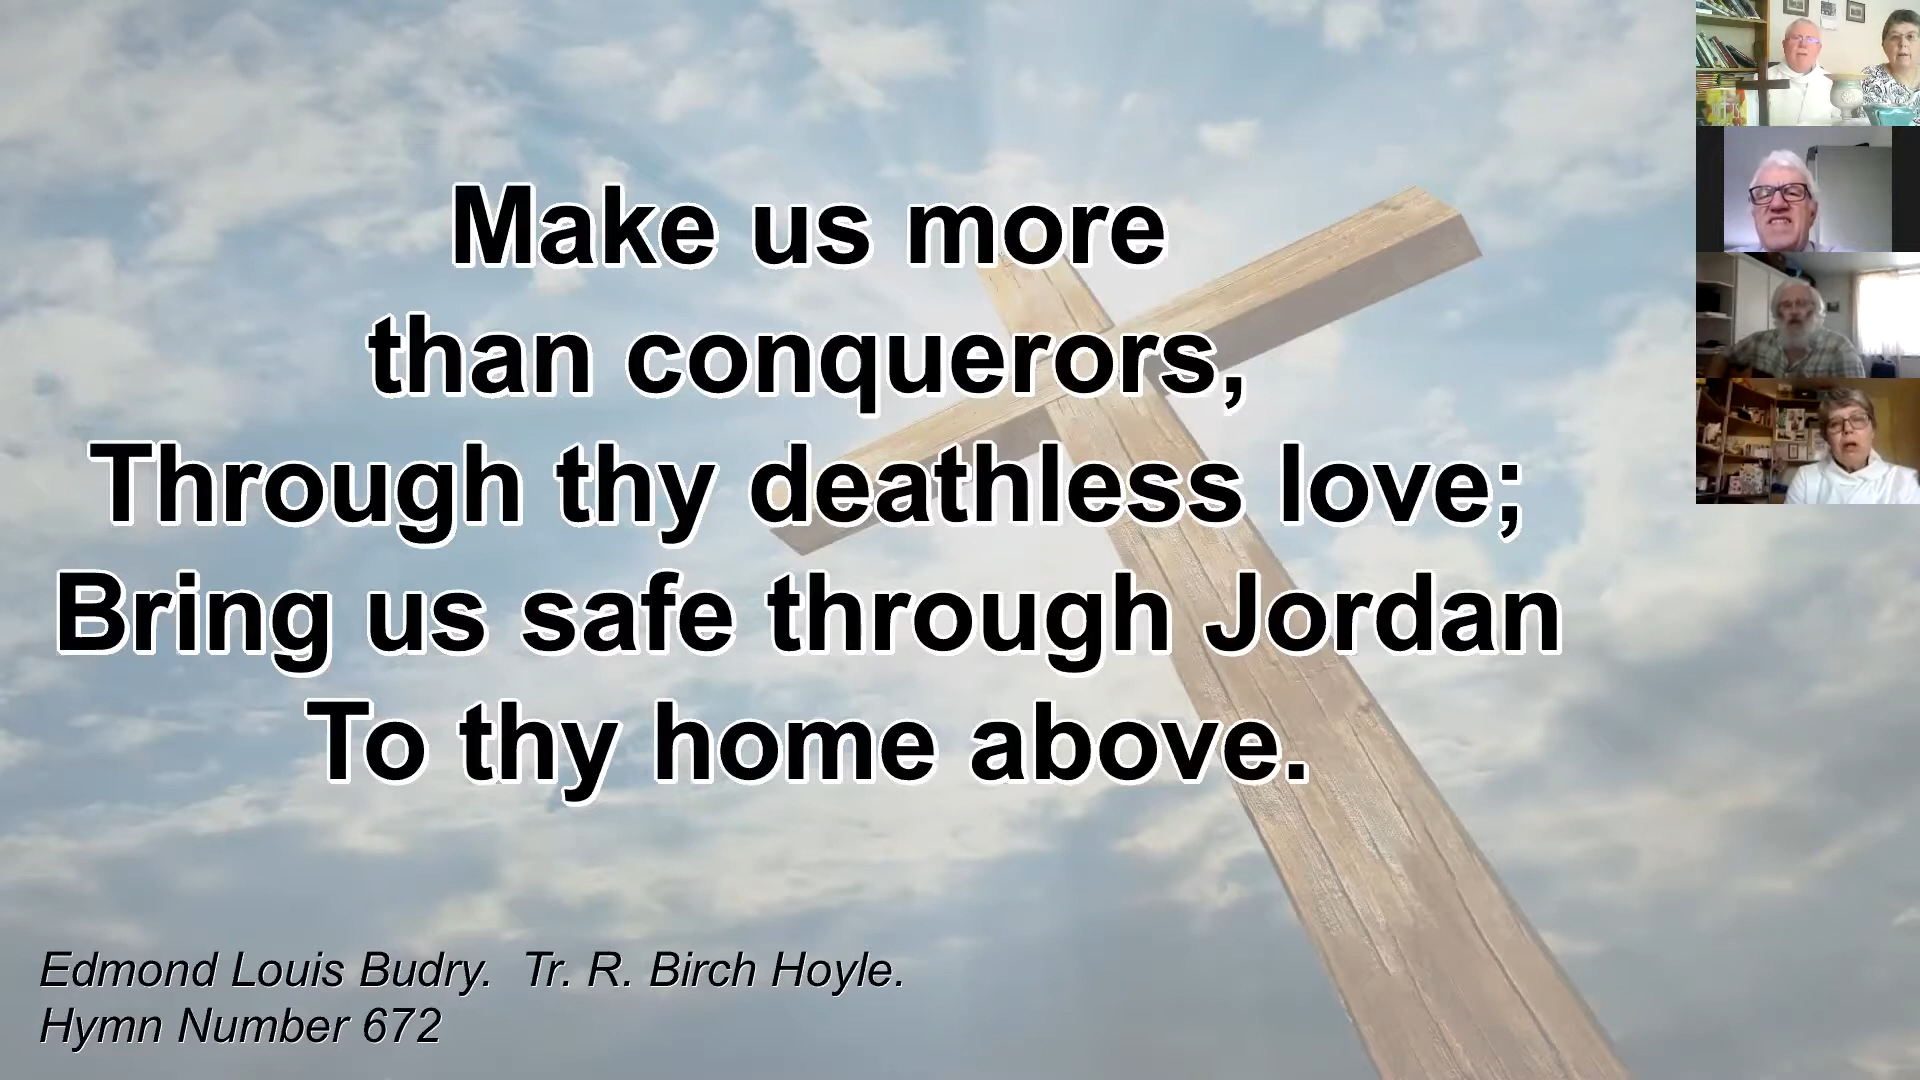 Make us more
than conquerors,
Through thy deathless love;
Bring us safe through Jordan
To thy home above.
Edmond Louis Budry.  Tr. R. Birch Hoyle.
Hymn Number 672